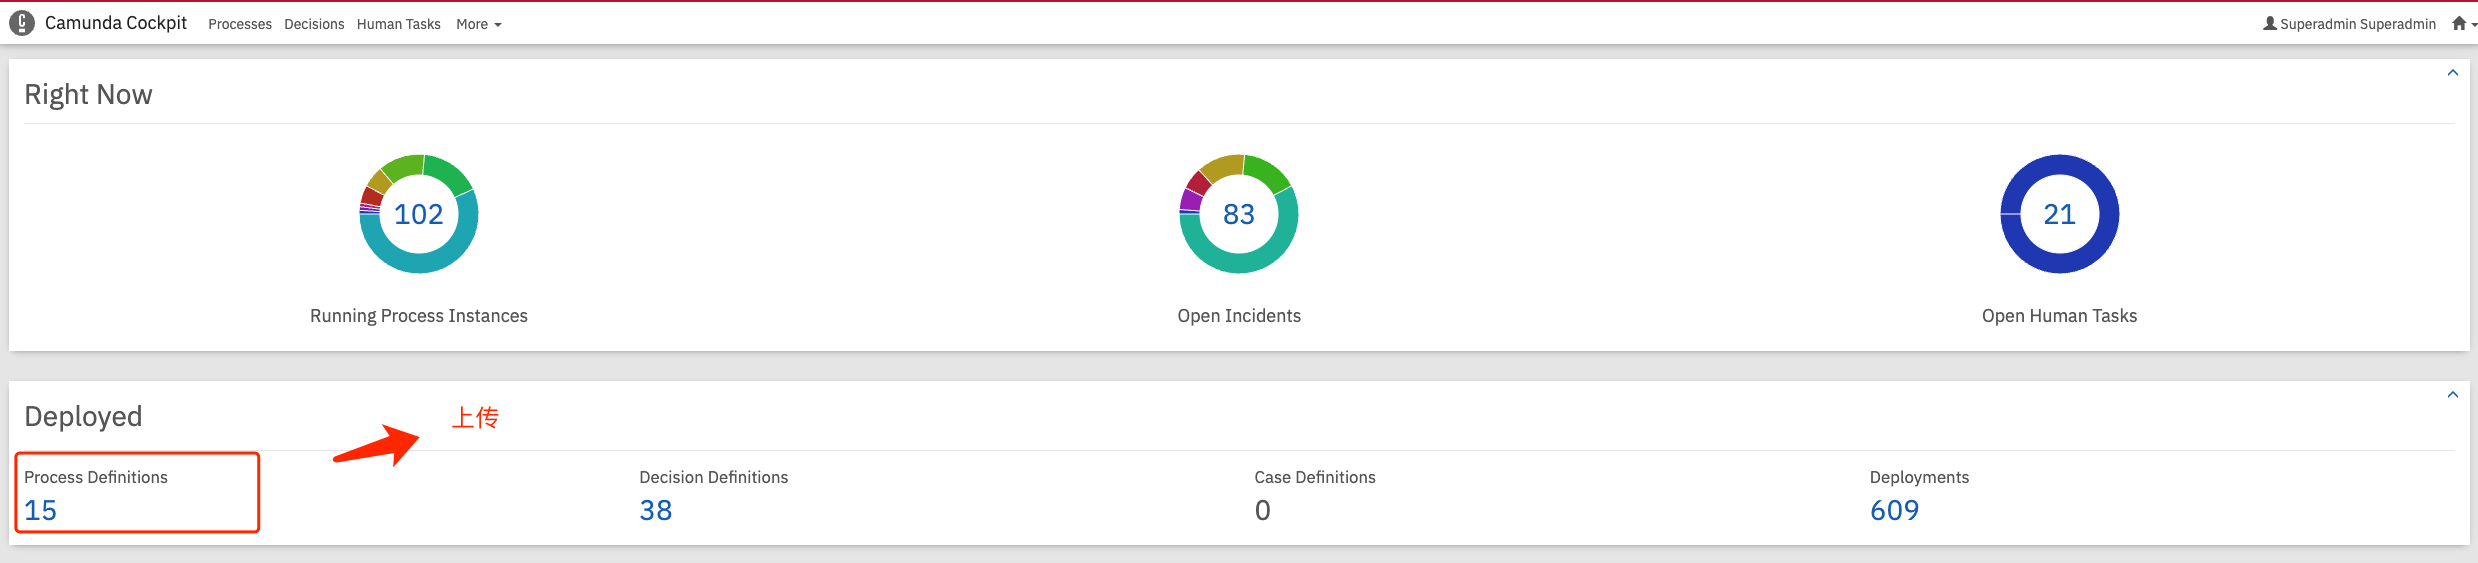 Camunda Cockpit Processes Decisions Human Tasks More Superadmin Superadmin
Right Now
102
83
21
Running Process Instances
Open Incidents
Open Human Tasks
Deployed
上传
Process Definitions
15
Decision Definitions
38
Case Definitions
0
Deployments
609